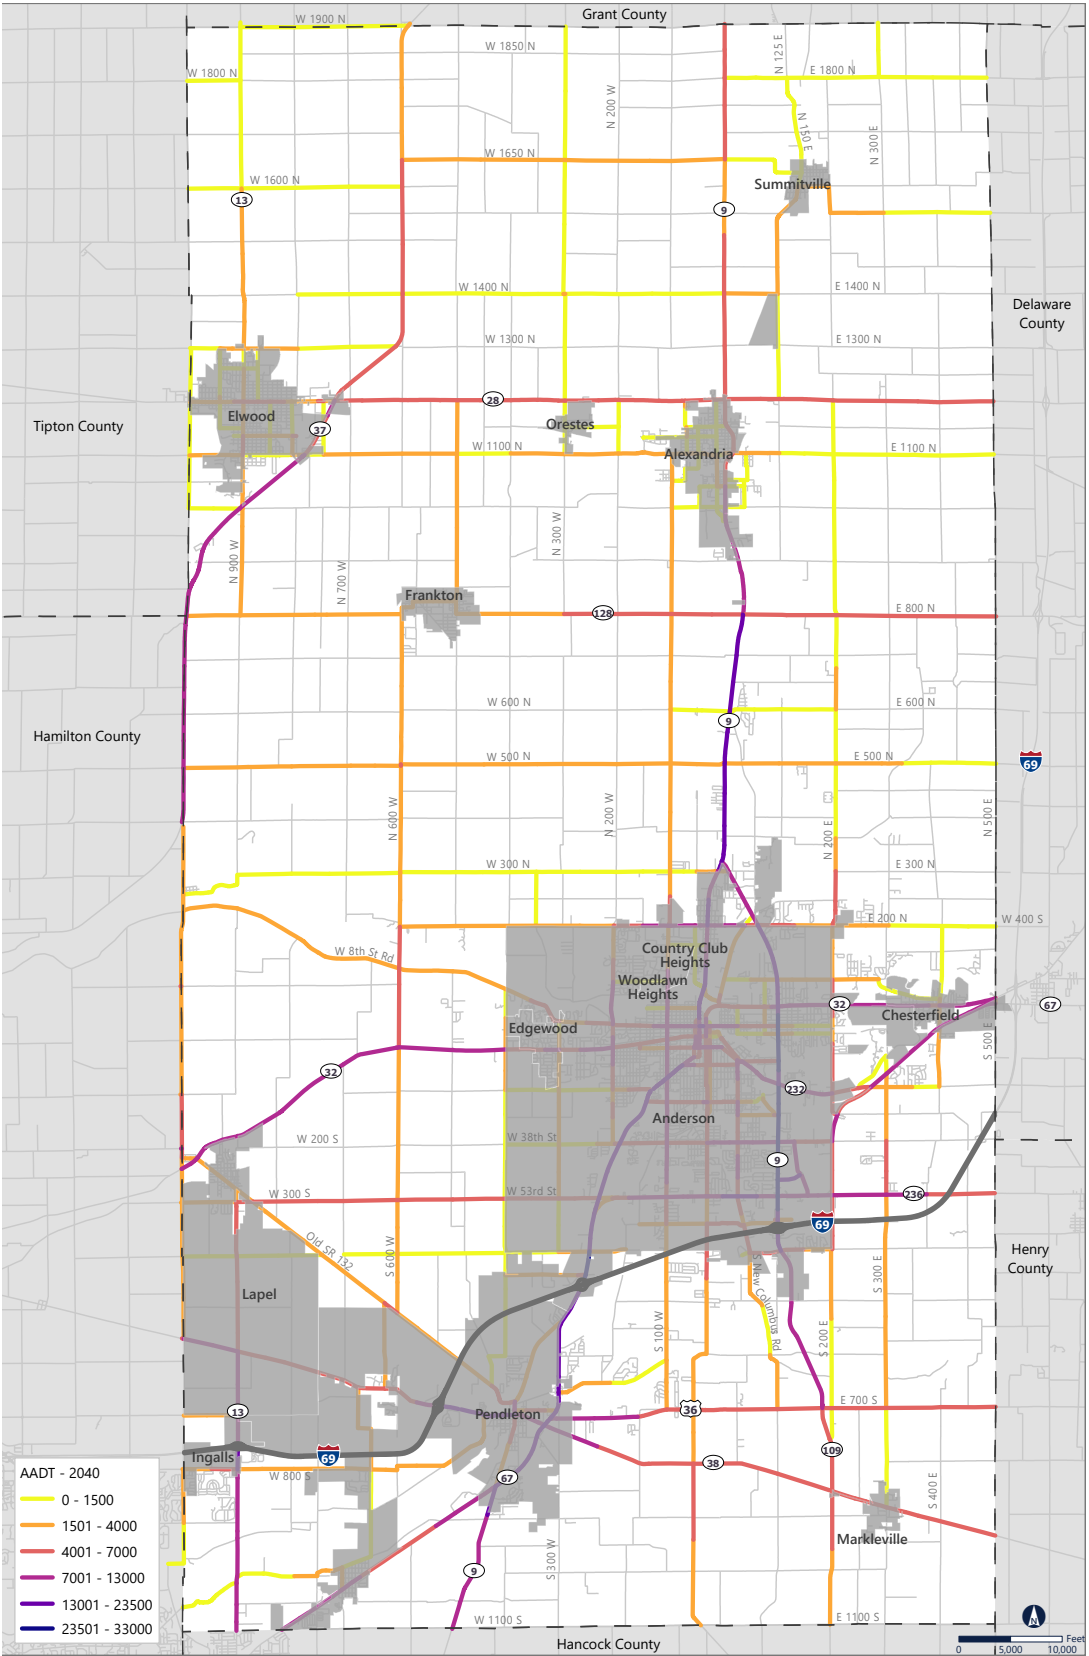 Grant County
W 1900 N
W 1850 N
N 125 E
W 1800 N
E 1800 N
N 200 W
N 150 E
N 300 E
W 1650 N
W 1600 N
Summitville
13
9
W 1400 N
E 1400 N
Delaware
County
W 1300 N
E 1300 N
28
Elwood
Orestes
Tipton County
37
W 1100 N
Alexandria
E 1100 N
N 900 W
N 700 W
N 300 W
Frankton
128
E 800 N
W 600 N
E 600 N
9
Hamilton County
W 500 N
E 500 N
69
N 600 W
N 200 W
N 200 E
N 500 E
W 300 N
E 300 N
E 200 N
W 400 S
W 8th St Rd
Country Club
Heights
Woodlawn
Heights
32
67
Chesterfield
Edgewood
S 500 E
32
232
Anderson
W 200 S
W 38th St
9
W 300 S
W 53rd St
236
69
Old SR 132
S 600 W
S New Columbus Rd
S 300 E
Henry
County
Lapel
S 100 W
S 200 E
E 700 S
36
13
Pendleton
109
Ingalls
69
38
W 800 S
67
S 400 E
Markleville
S 300 W
9
W 1100 S
E 1100 S
Hancock County
AADT - 2040
0 - 1500
1501 - 4000
4001 - 7000
7001 - 13000
13001 - 23500
23501 - 33000
N
Feet
0 5,000 10,000